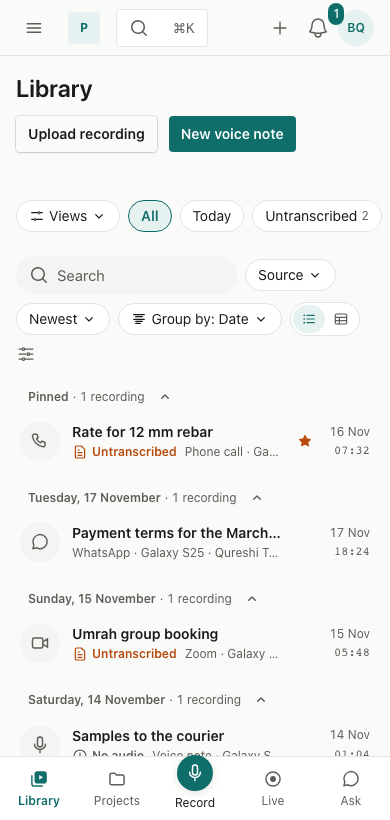 P
⌘K
1
BQ
Library
Upload recording
New voice note
Views
All
Today
Untranscribed 2
Search
Source
Newest
Group by: Date
Pinned · 1 recording
Rate for 12 mm rebar
16 Nov
Untranscribed Phone call · Ga...
07:32
Tuesday, 17 November · 1 recording
Payment terms for the March...
17 Nov
WhatsApp · Galaxy S25 · Qureshi T...
18:24
Sunday, 15 November · 1 recording
Umrah group booking
15 Nov
Untranscribed Zoom · Galaxy ...
05:48
Saturday, 14 November · 1 recording
Samples to the courier
14 Nov
No audio Voice note · Galaxy S...
01:04
Library
Projects
Record
Live
Ask